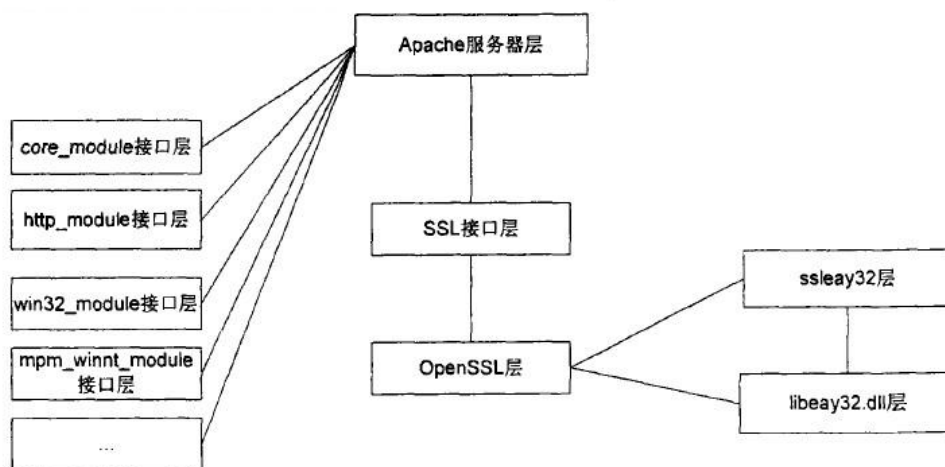 Apache服务器层
core_module接口层
http_module接口层
SSL接口层
win32_module接口层
ssleay32层
mpm_winnt_module
接口层
OpenSSL层
libeay32.dll层
...